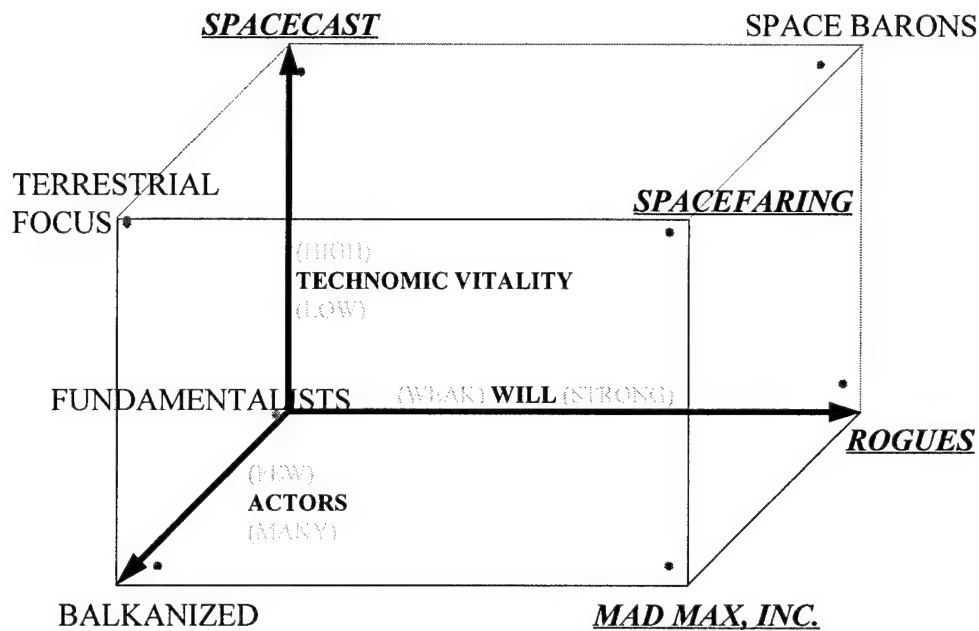 SPACECAST
SPACE BARONS
TERRESTRIAL
FOCUS
SPACEFARING
(HIGH)
TECHNOMIC VITALITY
(LOW)
FUNDAMENTALISTS
(WEAK) WILL (STRONG)
ROGUES
(FEW)
ACTORS
(MANY)
BALKANIZED
MAD MAX, INC.